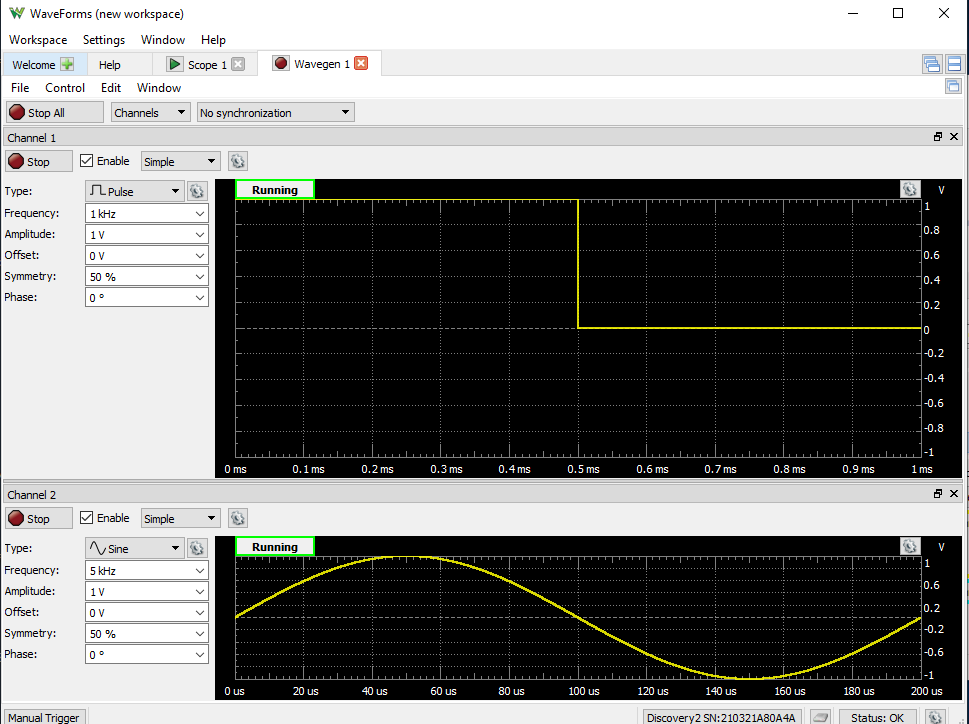 WaveForms (new workspace)
Workspace Settings Window Help
Welcome Help Scope 1 Wavegen 1
File Control Edit Window
Stop All Channels No synchronization
Channel 1
Stop Enable Simple
Type: Pulse
Frequency: 1 kHz
Amplitude: 1 V
Offset: 0 V
Symmetry: 50 %
Phase: 0 °
Running V
1
0.8
0.6
0.4
0.2
0
-0.2
-0.4
-0.6
-0.8
-1
0 ms 0.1 ms 0.2 ms 0.3 ms 0.4 ms 0.5 ms 0.6 ms 0.7 ms 0.8 ms 0.9 ms 1 ms
Channel 2
Stop Enable Simple
Type: Sine
Frequency: 5 kHz
Amplitude: 1 V
Offset: 0 V
Symmetry: 50 %
Phase: 0 °
Running V
1
0.6
0.2
-0.2
-0.6
-1
0 us 20 us 40 us 60 us 80 us 100 us 120 us 140 us 160 us 180 us 200 us
Manual Trigger Discovery2 SN:210321A80A4A Status: OK